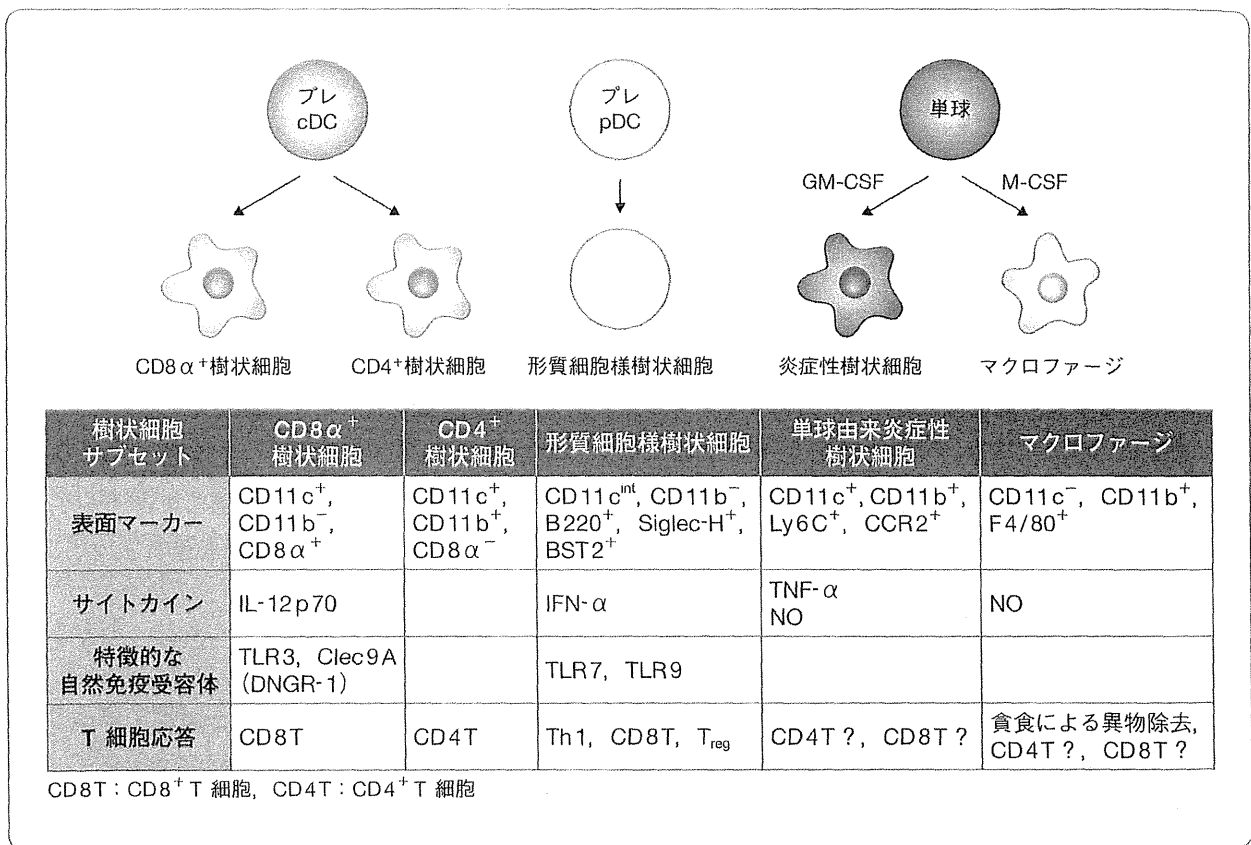 プレ
cDC
プレ
pDC
単球
GM-CSF
M-CSF
CD8α⁺樹状細胞
CD4⁺樹状細胞
形質細胞様樹状細胞
炎症性樹状細胞
マクロファージ
樹状細胞
サブセット
CD8α⁺
樹状細胞
CD4⁺
樹状細胞
形質細胞様樹状細胞
単球由来炎症性
樹状細胞
マクロファージ
表面マーカー
CD11c⁺,
CD11b⁻,
CD8α⁺
CD11c⁺,
CD11b⁺,
CD8α⁻
CD11cⁱⁿᵗ, CD11b⁻,
B220⁺, Siglec-H⁺,
BST2⁺
CD11c⁺, CD11b⁺,
Ly6C⁺, CCR2⁺
CD11c⁻, CD11b⁺,
F4/80⁺
サイトカイン
IL-12p70
IFN-α
TNF-α
NO
NO
特徴的な
自然免疫受容体
TLR3, Clec9A
(DNGR-1)
TLR7, TLR9
T 細胞応答
CD8T
CD4T
Th1, CD8T, Treg
CD4T ?, CD8T ?
貪食による異物除去,
CD4T ?, CD8T ?
CD8T:CD8⁺ T 細胞, CD4T:CD4⁺ T 細胞